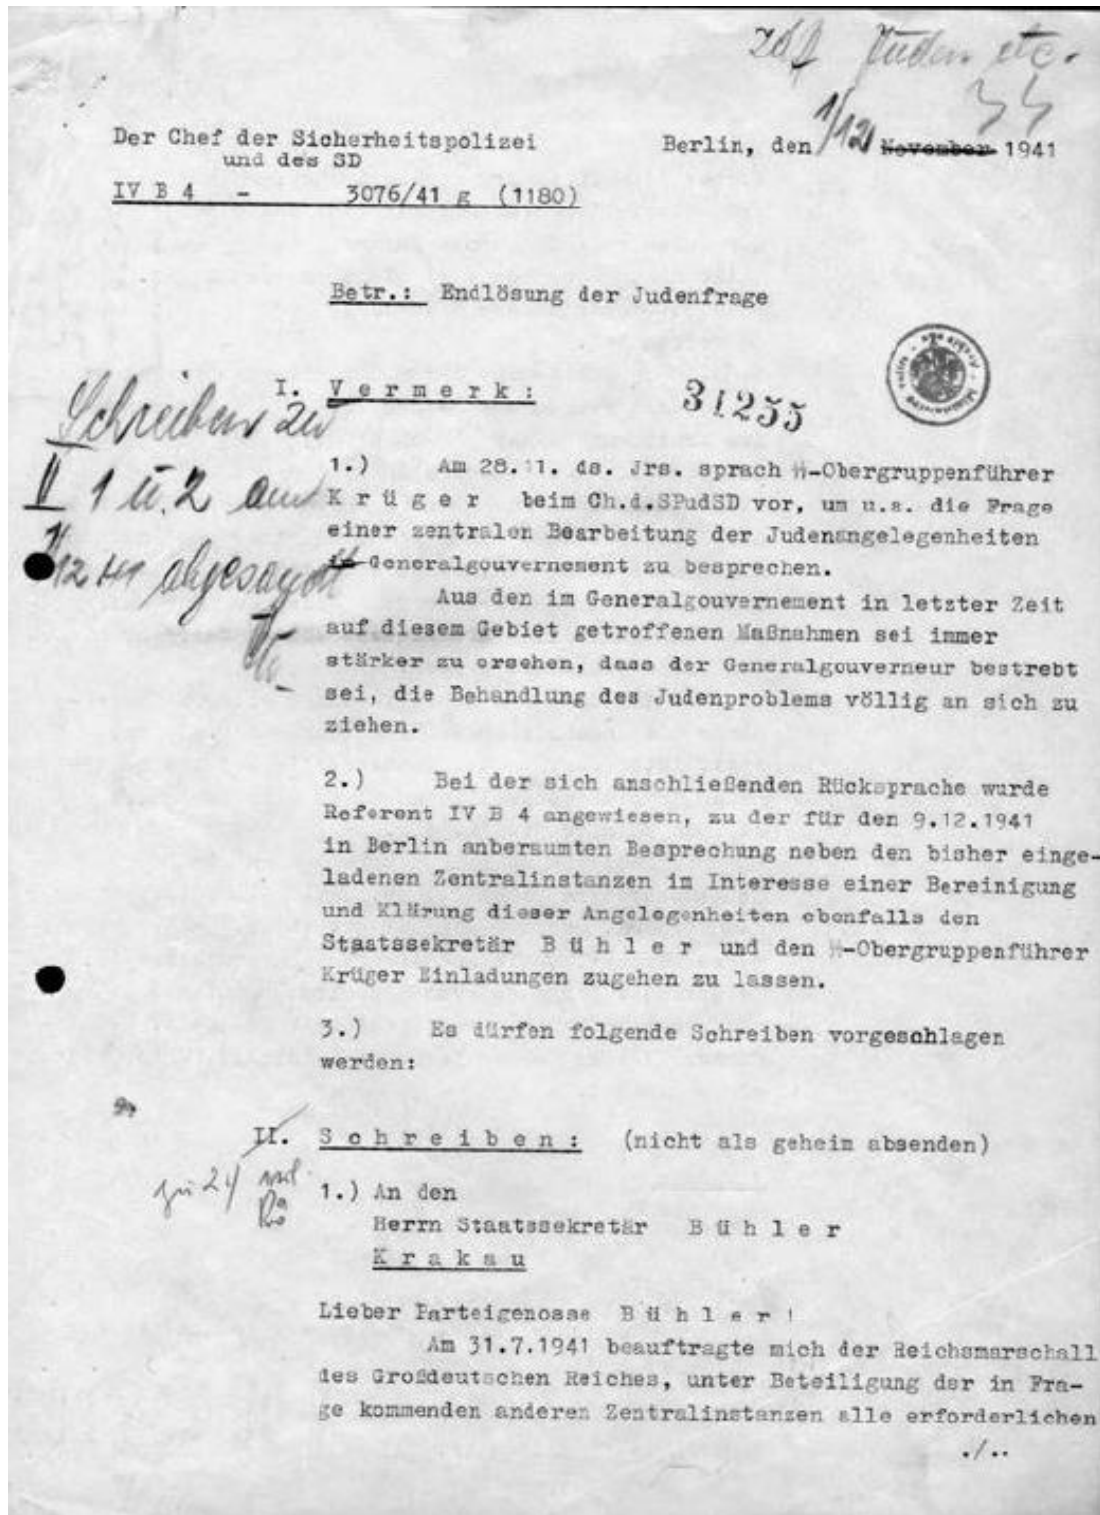 Juden etc.
Der Chef der Sicherheitspolizei
und des SD
Berlin, den 1/12 November 1941
IV B 4 - 3076/41 g (1180)
Betr.: Endlösung der Judenfrage
I. Vermerk:
31255
Schreiben zu
II 1 u. 2 am
1/12 41 abgesandt
1.) Am 28.11. ds. Jrs. sprach SS-Obergruppenführer
Krüger beim Ch.d.SPudSD vor, um u.a. die Frage
einer zentralen Bearbeitung der Judenangelegenheiten
im Generalgouvernement zu besprechen.
Aus den im Generalgouvernement in letzter Zeit
auf diesem Gebiet getroffenen Maßnahmen sei immer
stärker zu ersehen, dass der Generalgouverneur bestrebt
sei, die Behandlung des Judenproblems völlig an sich zu
ziehen.
2.) Bei der sich anschließenden Rücksprache wurde
Referent IV B 4 angewiesen, zu der für den 9.12.1941
in Berlin anberaumten Besprechung neben den bisher einge-
ladenen Zentralinstanzen im Interesse einer Bereinigung
und Klärung dieser Angelegenheiten ebenfalls den
Staatssekretär Bühler und den SS-Obergruppenführer
Krüger Einladungen zugehen zu lassen.
3.) Es dürfen folgende Schreiben vorgeschlagen
werden:
II. Schreiben: (nicht als geheim absenden)
1.) An den
Herrn Staatssekretär Bühler
Krakau
Lieber Parteigenosse Bühler!
Am 31.7.1941 beauftragte mich der Reichsmarschall
des Großdeutschen Reiches, unter Beteiligung der in Fra-
ge kommenden anderen Zentralinstanzen alle erforderlichen
./..